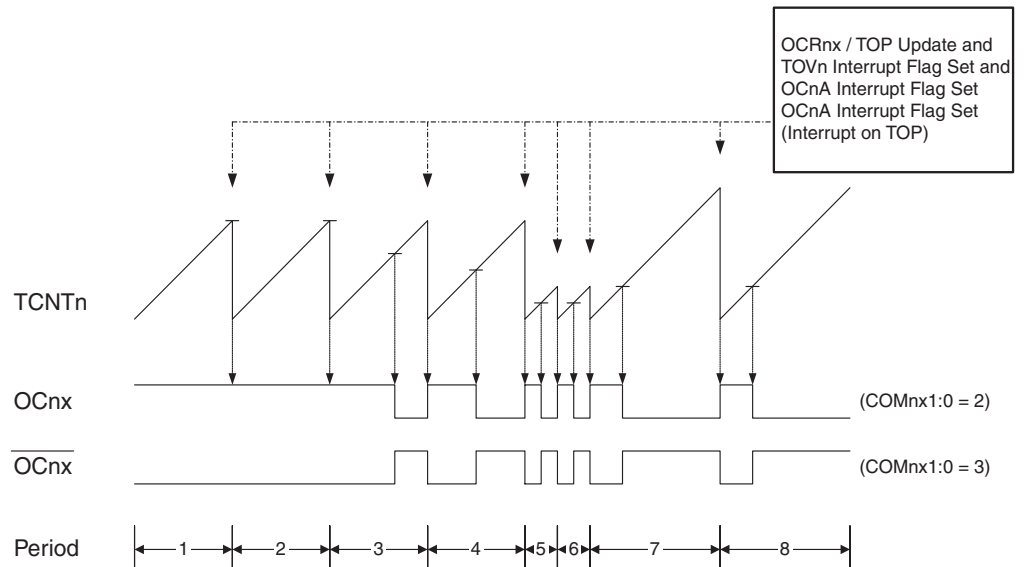 OCRnx / TOP Update and
TOVn Interrupt Flag Set and
OCnA Interrupt Flag Set
OCnA Interrupt Flag Set
(Interrupt on TOP)
TCNTn
OCnx
(COMnx1:0 = 2)
OCnx
(COMnx1:0 = 3)
Period
1 2 3 4 5 6 7 8